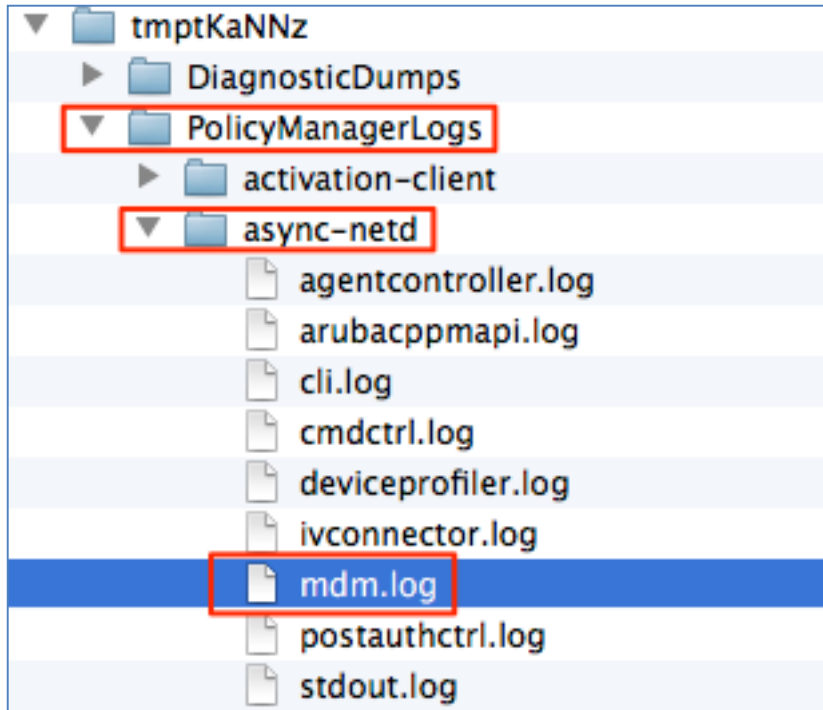 tmptKaNNz
DiagnosticDumps
PolicyManagerLogs
activation-client
async-netd
agentcontroller.log
arubacppmapi.log
cli.log
cmdctrl.log
deviceprofiler.log
ivconnector.log
mdm.log
postauthctrl.log
stdout.log